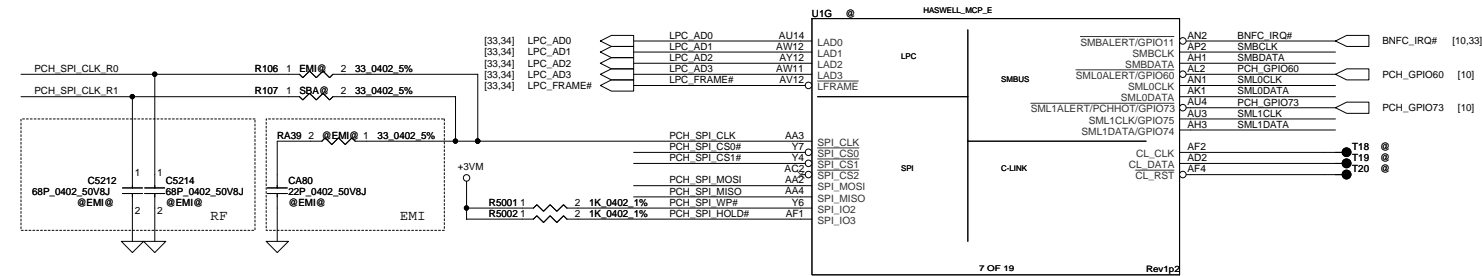 U1G @ HASWELL_MCP_E
[33,34] LPC_AD0 LPC_AD0 AU14 LAD0
[33,34] LPC_AD1 LPC_AD1 AW12 LAD1
[33,34] LPC_AD2 LPC_AD2 AY12 LAD2
[33,34] LPC_AD3 LPC_AD3 AW11 LAD3
[33,34] LPC_FRAME# LPC_FRAME# AV12 LFRAME
LPC
SMBUS
SMBALERT/GPIO11 AN2 BNFC_IRQ# BNFC_IRQ# [10,33]
SMBCLK AP2 SMBCLK
SMBDATA AH1 SMBDATA
SML0ALERT/GPIO60 AL2 PCH_GPIO60 PCH_GPIO60 [10]
SML0CLK AN1 SML0CLK
SML0DATA AK1 SML0DATA
SML1ALERT/PCHHOT/GPIO73 AU4 PCH_GPIO73 PCH_GPIO73 [10]
SML1CLK/GPIO75 AU3 SML1CLK
SML1DATA/GPIO74 AH3 SML1DATA
PCH_SPI_CLK_R0 R106 1 EMI@ 2 33_0402_5%
PCH_SPI_CLK_R1 R107 1 SBA@ 2 33_0402_5%
RA39 2 @EMI@ 1 33_0402_5%
PCH_SPI_CLK AA3 SPI_CLK
PCH_SPI_CS0# Y7 SPI_CS0
PCH_SPI_CS1# Y4 SPI_CS1
AC2 SPI_CS2
PCH_SPI_MOSI AA2 SPI_MOSI
PCH_SPI_MISO AA4 SPI_MISO
R5001 1 2 1K_0402_1% PCH_SPI_WP# Y6 SPI_IO2
R5002 1 2 1K_0402_1% PCH_SPI_HOLD# AF1 SPI_IO3
+3VM
SPI
C-LINK
CL_CLK AF2 T18 @
CL_DATA AD2 T19 @
CL_RST AF4 T20 @
C5212 1
68P_0402_50V8J
@EMI@ 2
1 C5214
68P_0402_50V8J
2 @EMI@
RF
CA80
22P_0402_50V8J
@EMI@
EMI
7 OF 19 Rev1p2